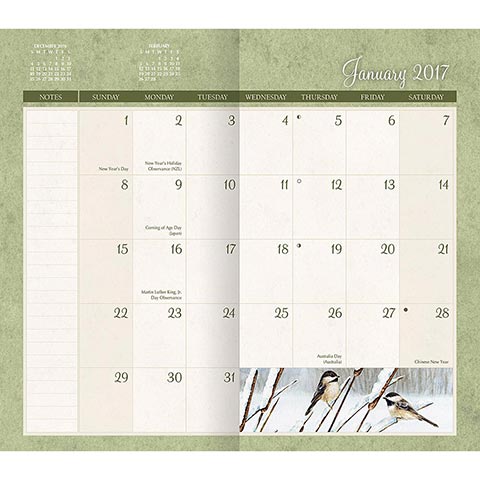 DECEMBER 2016
S M T W T F S
FEBRUARY
S M T W T F S
January 2017
NOTES SUNDAY MONDAY TUESDAY WEDNESDAY THURSDAY FRIDAY SATURDAY
1 2 3 4 5 6 7
New Year's Day
New Year's Holiday
Observance (NZL)
8 9 10 11 12 13 14
Coming of Age Day
(Japan)
15 16 17 18 19 20 21
Martin Luther King, Jr.
Day Observance
22 23 24 25 26 27 28
Australia Day
(Australia)
Chinese New Year
29 30 31